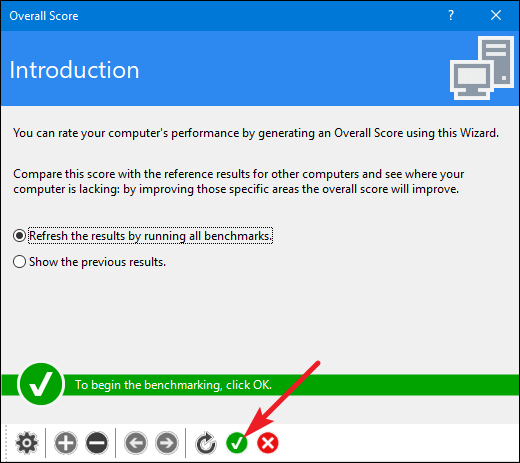 Overall Score
?
Introduction
You can rate your computer's performance by generating an Overall Score using this Wizard.
Compare this score with the reference results for other computers and see where your
computer is lacking: by improving those specific areas the overall score will improve.
Refresh the results by running all benchmarks.
Show the previous results.
To begin the benchmarking, click OK.